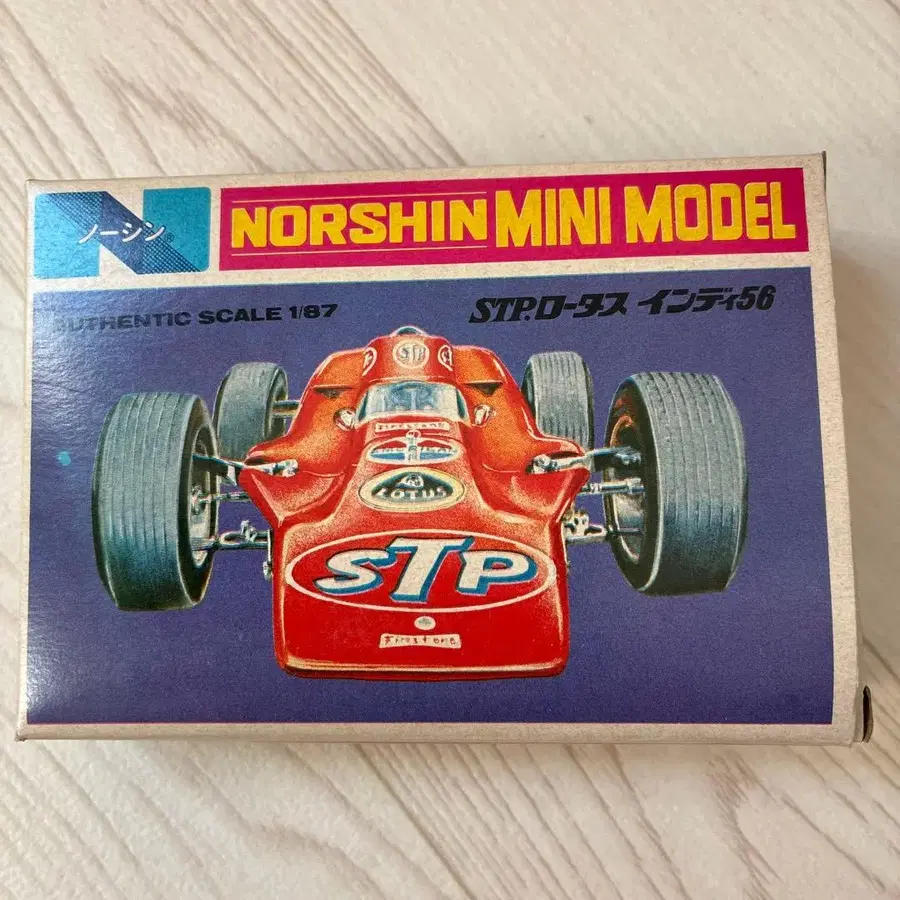 ノーシン®
NORSHIN MINI MODEL
AUTHENTIC SCALE 1/87
STP.ロータス インディ56
STP
LOTUS
STP
Firestone